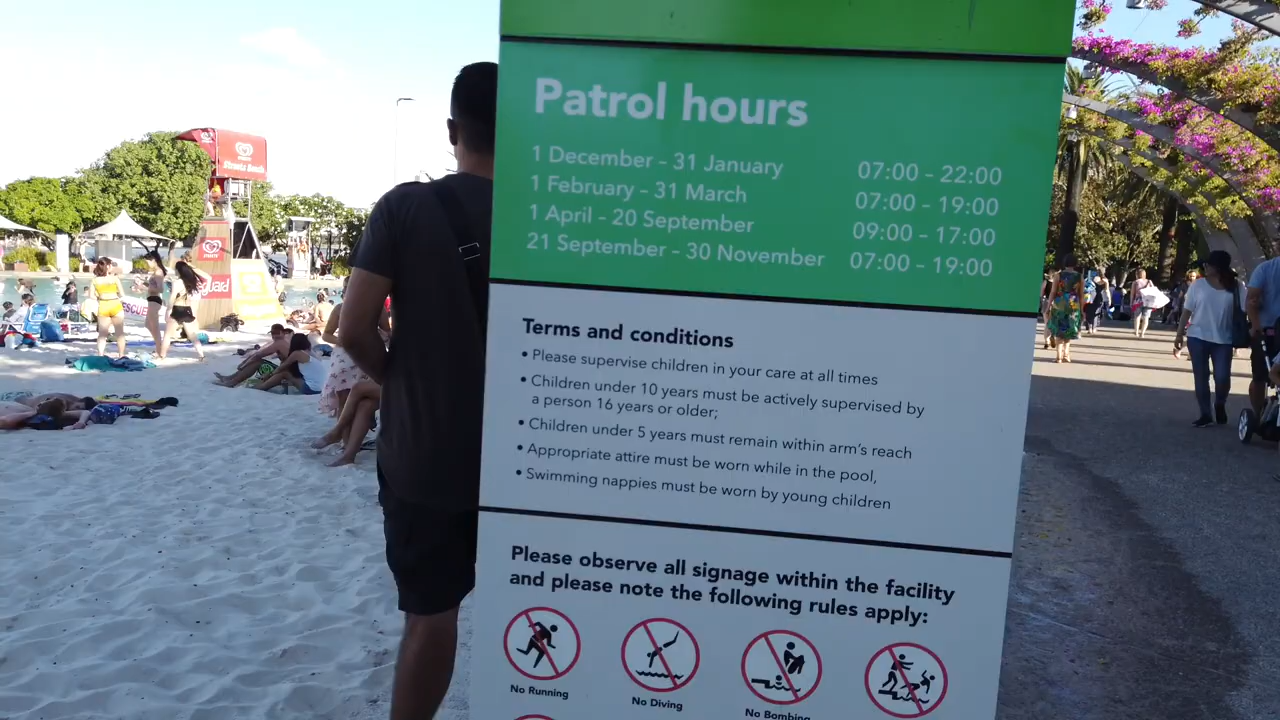 Patrol hours
1 December - 31 January 07:00 - 22:00
1 February - 31 March 07:00 - 19:00
1 April - 20 September 09:00 - 17:00
21 September - 30 November 07:00 - 19:00
Terms and conditions
• Please supervise children in your care at all times
• Children under 10 years must be actively supervised by
a person 16 years or older;
• Children under 5 years must remain within arm's reach
• Appropriate attire must be worn while in the pool,
• Swimming nappies must be worn by young children
Please observe all signage within the facility
and please note the following rules apply:
No Running
No Diving
No Bombing
Streets Beach